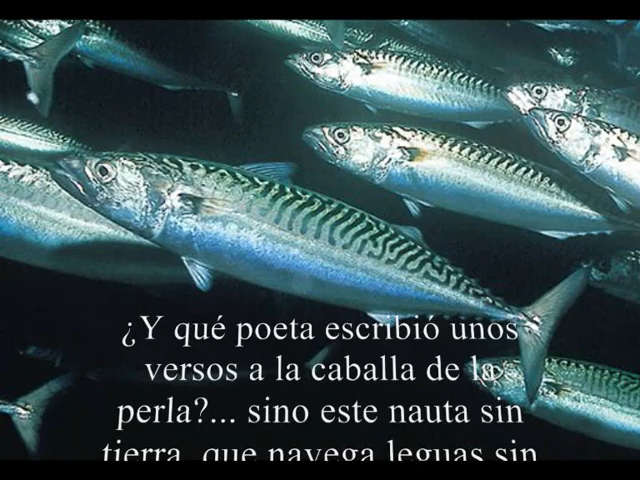 ¿Y qué poeta escribió unos
versos a la caballa de la
perla?... sino este nauta sin
tierra, que navega leguas sin